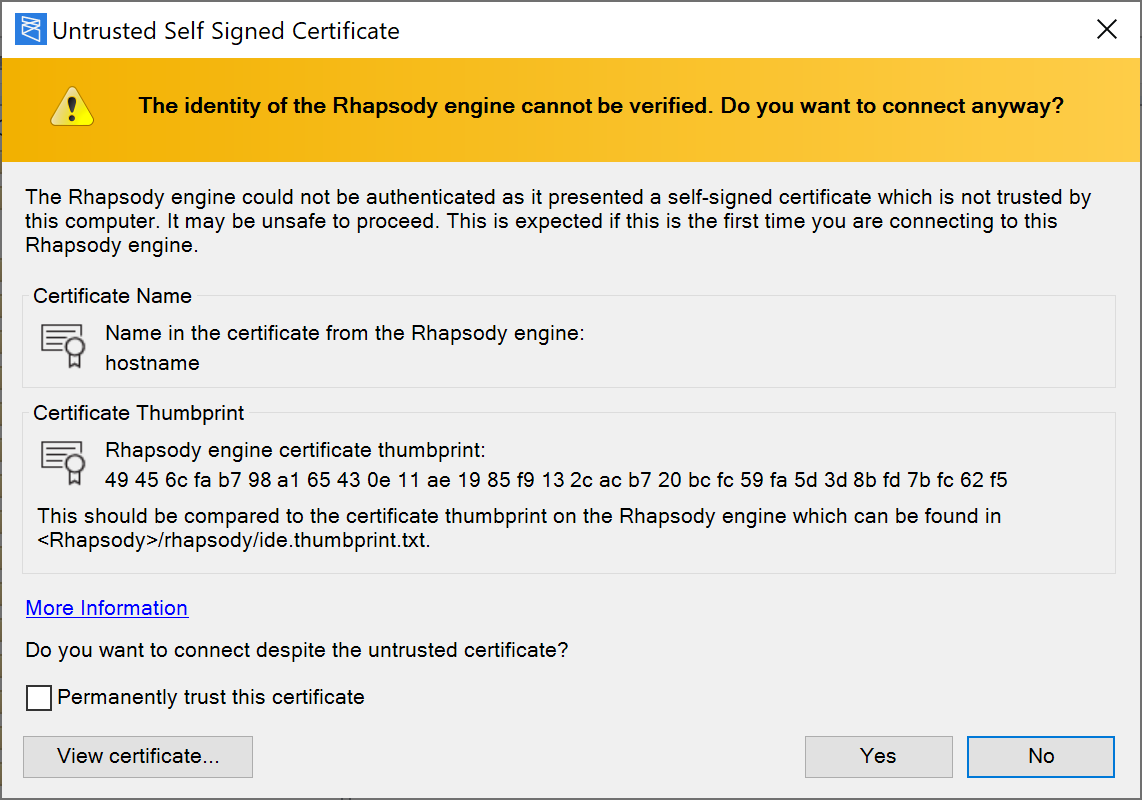 Untrusted Self Signed Certificate
The identity of the Rhapsody engine cannot be verified. Do you want to connect anyway?
The Rhapsody engine could not be authenticated as it presented a self-signed certificate which is not trusted by
this computer. It may be unsafe to proceed. This is expected if this is the first time you are connecting to this
Rhapsody engine.
Certificate Name
Name in the certificate from the Rhapsody engine:
hostname
Certificate Thumbprint
Rhapsody engine certificate thumbprint:
49 45 6c fa b7 98 a1 65 43 0e 11 ae 19 85 f9 13 2c ac b7 20 bc fc 59 fa 5d 3d 8b fd 7b fc 62 f5
This should be compared to the certificate thumbprint on the Rhapsody engine which can be found in
<Rhapsody>/rhapsody/ide.thumbprint.txt.
More Information
Do you want to connect despite the untrusted certificate?
Permanently trust this certificate
View certificate...
Yes
No